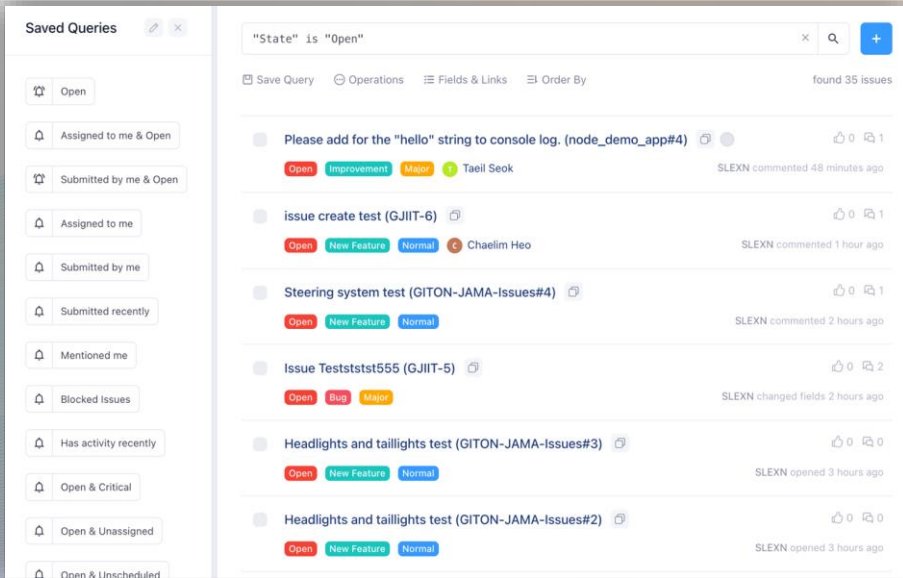 Saved Queries
Open
Assigned to me & Open
Submitted by me & Open
Assigned to me
Submitted by me
Submitted recently
Mentioned me
Blocked Issues
Has activity recently
Open & Critical
Open & Unassigned
Open & Unscheduled
"State" is "Open"
Save Query Operations Fields & Links Order By found 35 issues
Please add for the "hello" string to console log. (node_demo_app#4) 0 1
Open Improvement Major T Taeil Seok SLEXN commented 48 minutes ago
issue create test (GJIIT-6) 0 1
Open New Feature Normal C Chaelim Heo SLEXN commented 1 hour ago
Steering system test (GITON-JAMA-Issues#4) 0 1
Open New Feature Normal SLEXN commented 2 hours ago
Issue Testststst555 (GJIIT-5) 0 2
Open Bug Major SLEXN changed fields 2 hours ago
Headlights and taillights test (GITON-JAMA-Issues#3) 0 0
Open New Feature Normal SLEXN opened 3 hours ago
Headlights and taillights test (GITON-JAMA-Issues#2) 0 0
Open New Feature Normal SLEXN opened 3 hours ago